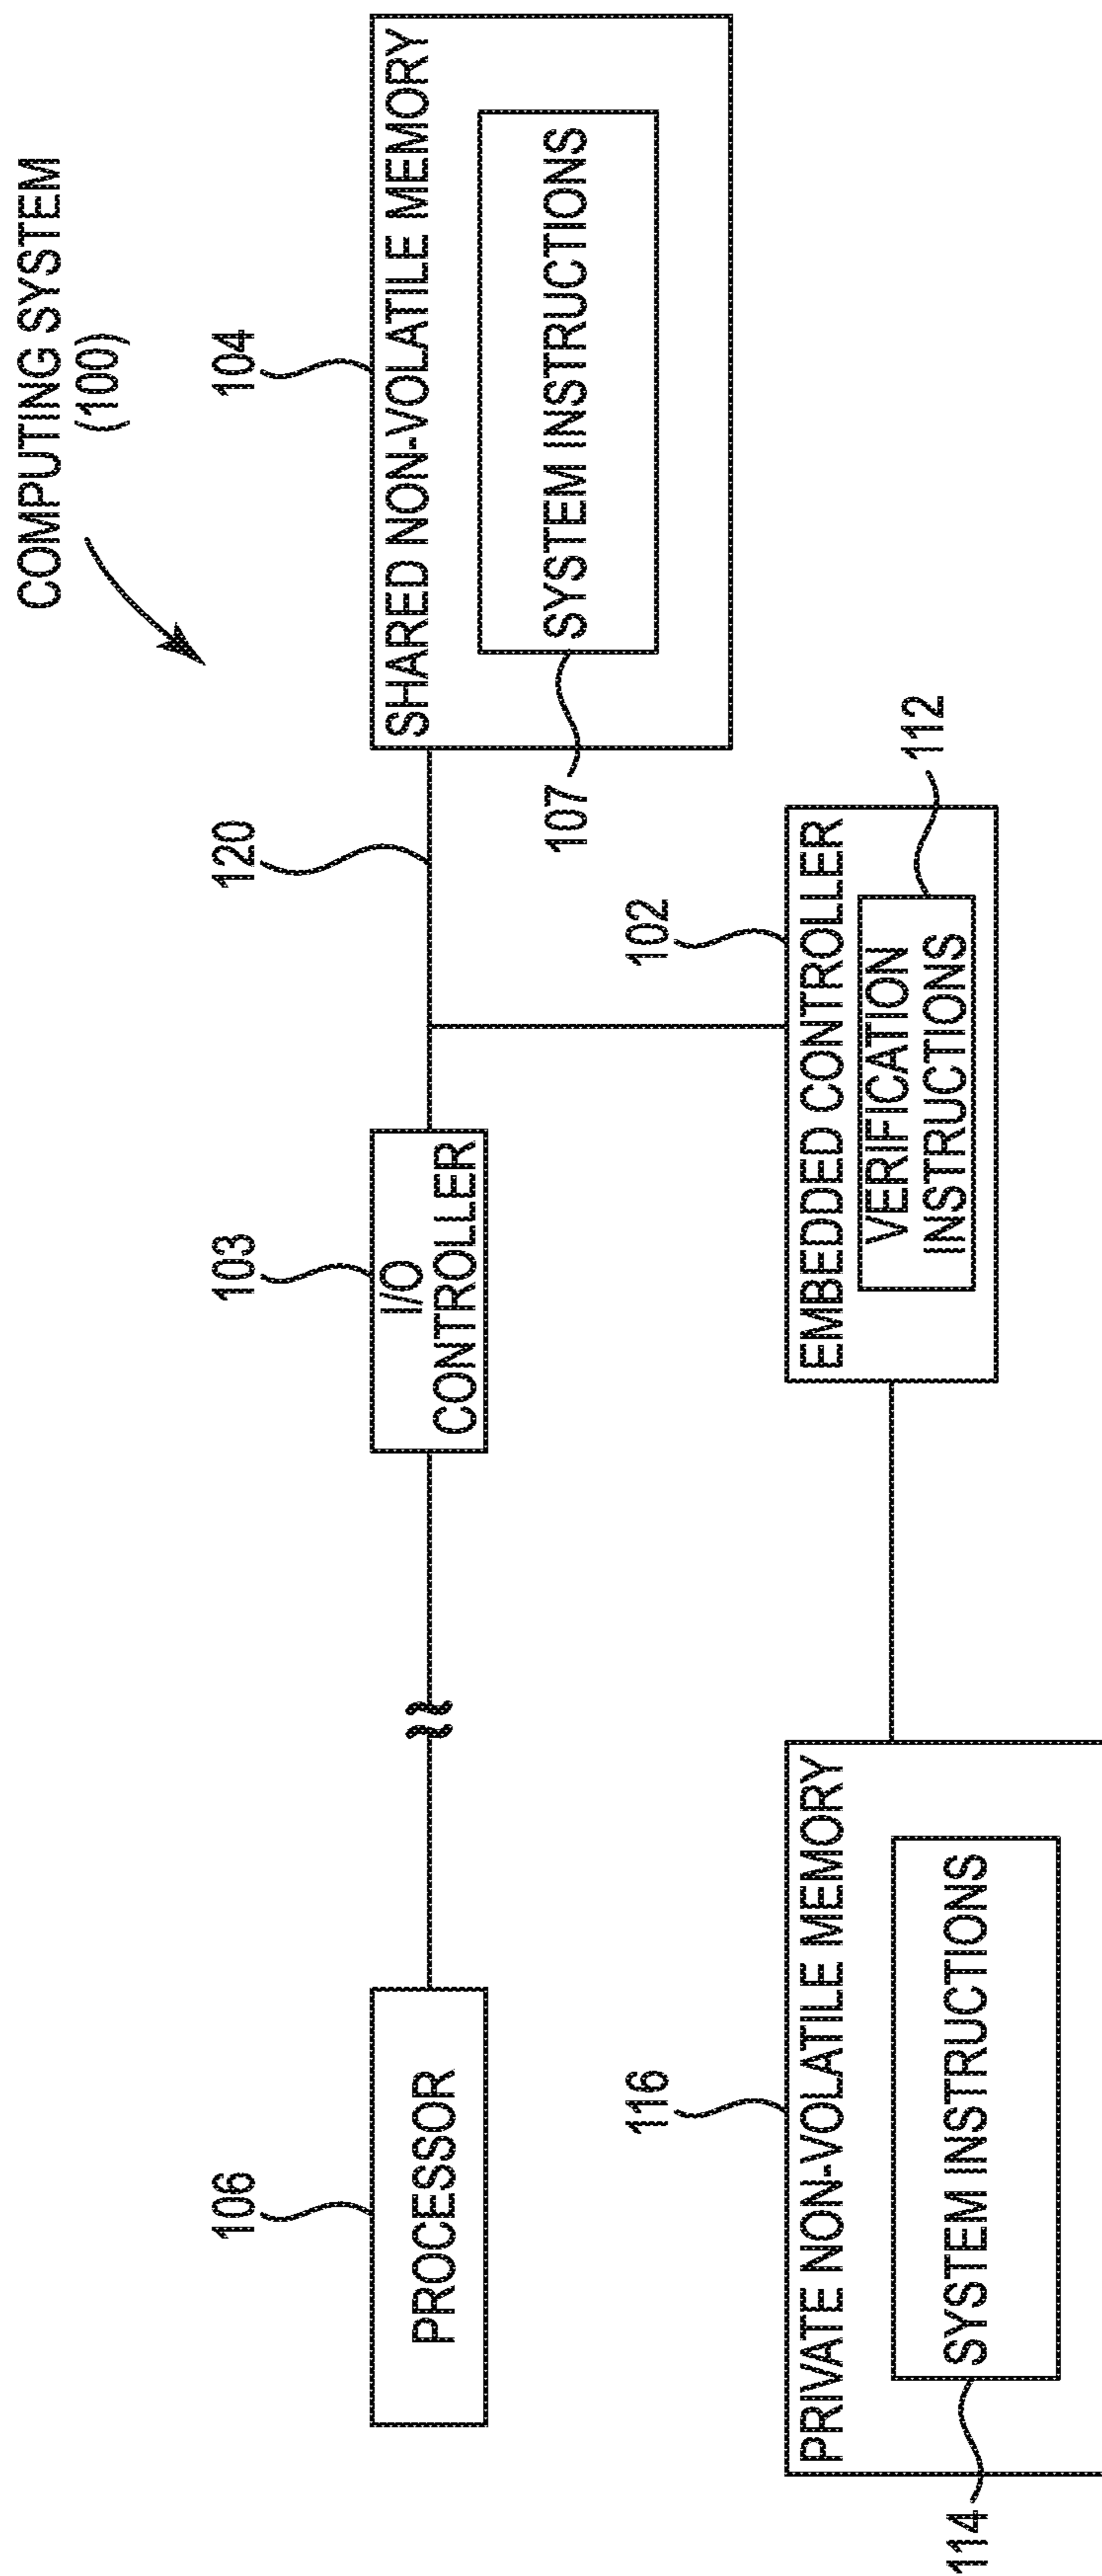 COMPUTING SYSTEM
(100)
106
103
120
104
PROCESSOR
I/O
CONTROLLER
SHARED NON-VOLATILE MEMORY
SYSTEM INSTRUCTIONS
107
116
102
PRIVATE NON-VOLATILE MEMORY
SYSTEM INSTRUCTIONS
114
EMBEDDED CONTROLLER
VERIFICATION
INSTRUCTIONS
112